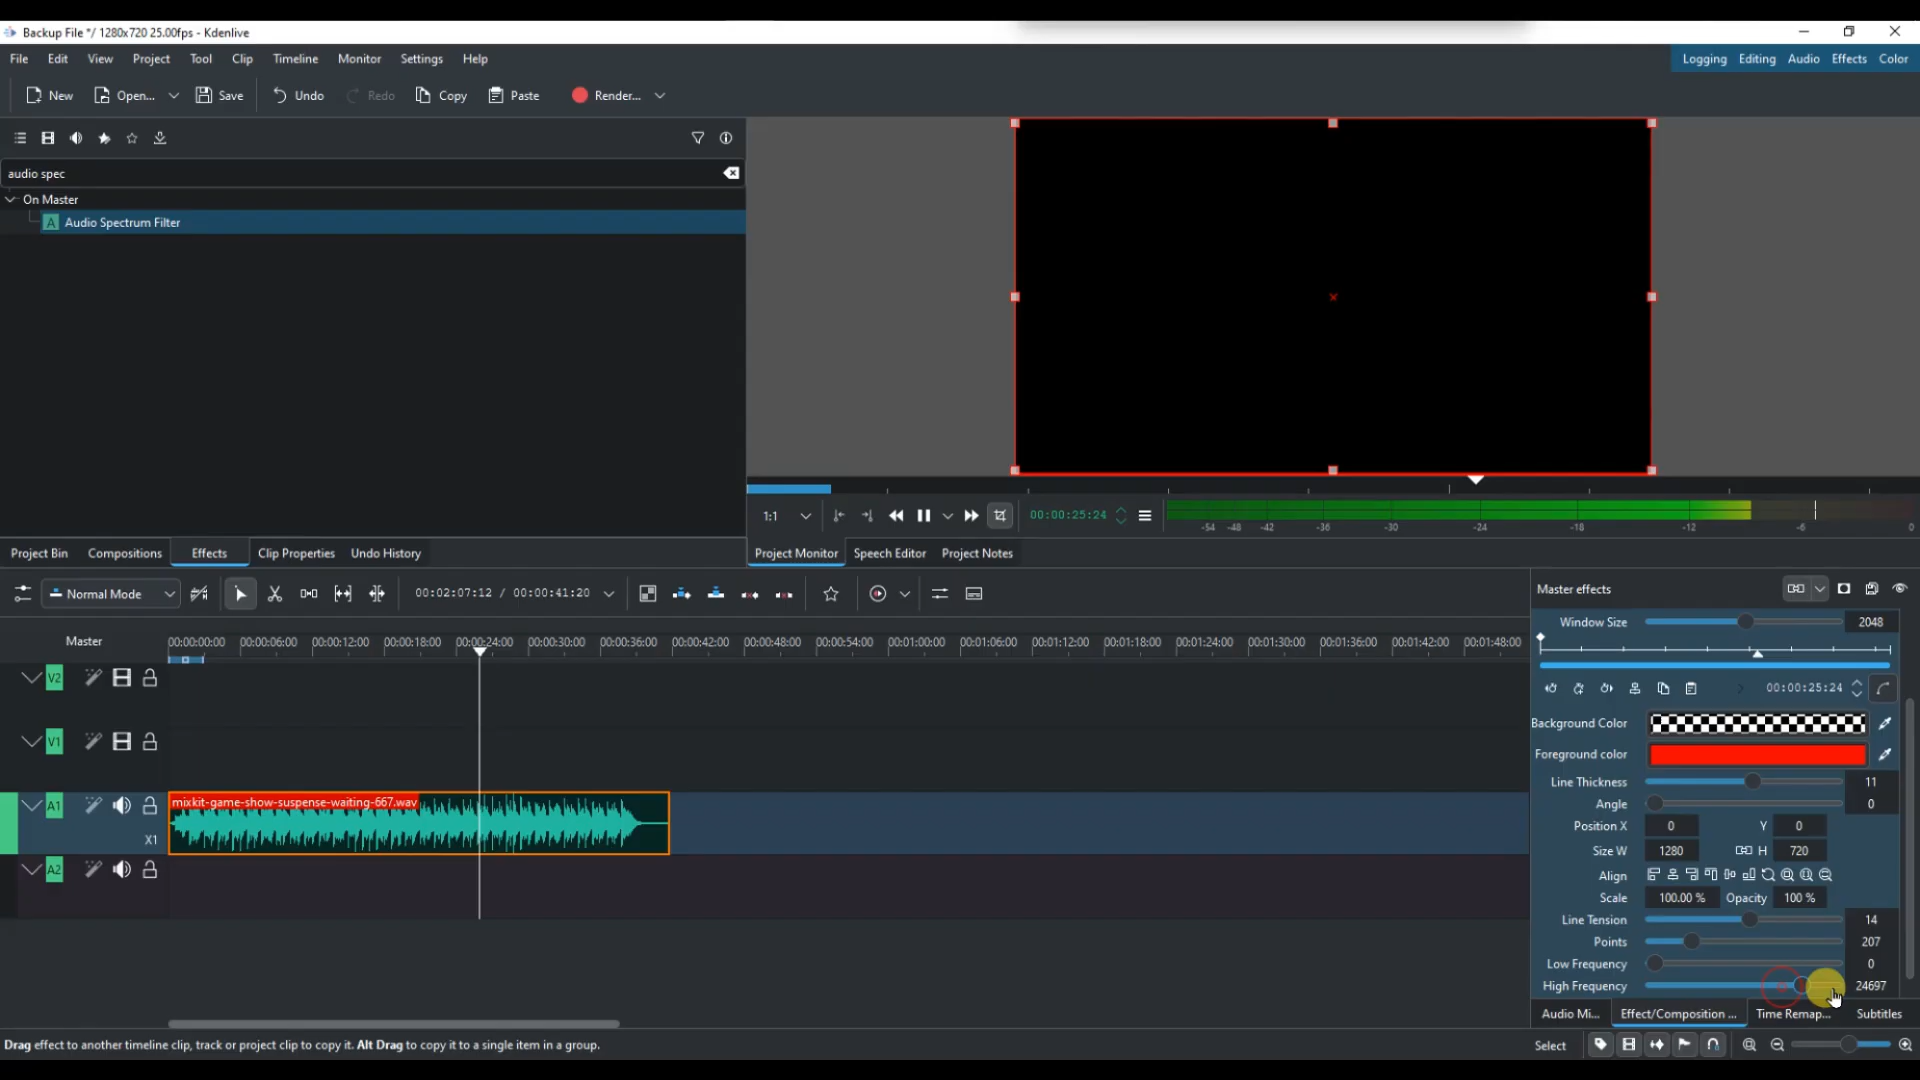 Backup File */ 1280x720 25.00fps - Kdenlive
File Edit View Project Tool Clip Timeline Monitor Settings Help
Logging Editing Audio Effects Color
New Open... Save Undo Redo Copy Paste Render...
audio spec
On Master
A Audio Spectrum Filter
1:1 00:00:25:24
-54 -48 -42 -36 -30 -24 -18 -12 -6 0
Project Bin Compositions Effects Clip Properties Undo History
Project Monitor Speech Editor Project Notes
Normal Mode 00:02:07:12 / 00:00:41:20
Master
00:00:00:00 00:00:06:00 00:00:12:00 00:00:18:00 00:00:24:00 00:00:30:00 00:00:36:00 00:00:42:00 00:00:48:00 00:00:54:00 00:01:00:00 00:01:06:00 00:01:12:00 00:01:18:00 00:01:24:00 00:01:30:00 00:01:36:00 00:01:42:00 00:01:48:00
V2
V1
A1
mixkit-game-show-suspense-waiting-667.wav
X1
A2
Master effects
Window Size 2048
00:00:25:24
Background Color
Foreground color
Line Thickness 11
Angle 0
Position X 0 Y 0
Size W 1280 H 720
Align
Scale 100.00 % Opacity 100 %
Line Tension 14
Points 207
Low Frequency 0
High Frequency 24697
Audio Mi... Effect/Composition ... Time Remap... Subtitles
Drag effect to another timeline clip, track or project clip to copy it. Alt Drag to copy it to a single item in a group.
Select